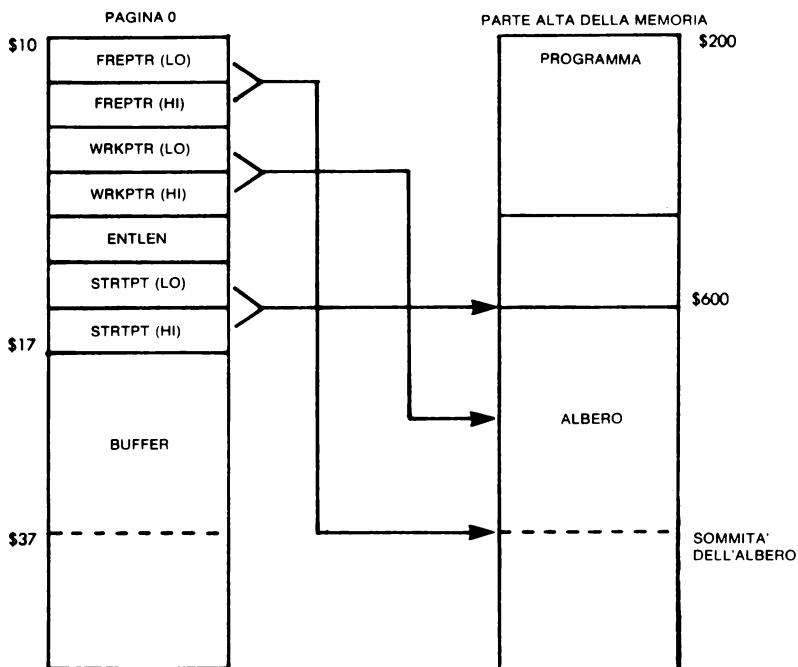 PAGINA 0
$10
FREPTR (LO)
FREPTR (HI)
WRKPTR (LO)
WRKPTR (HI)
ENTLEN
STRTPT (LO)
STRTPT (HI)
$17
BUFFER
$37
PARTE ALTA DELLA MEMORIA
$200
PROGRAMMA
$600
ALBERO
SOMMITA'
DELL'ALBERO